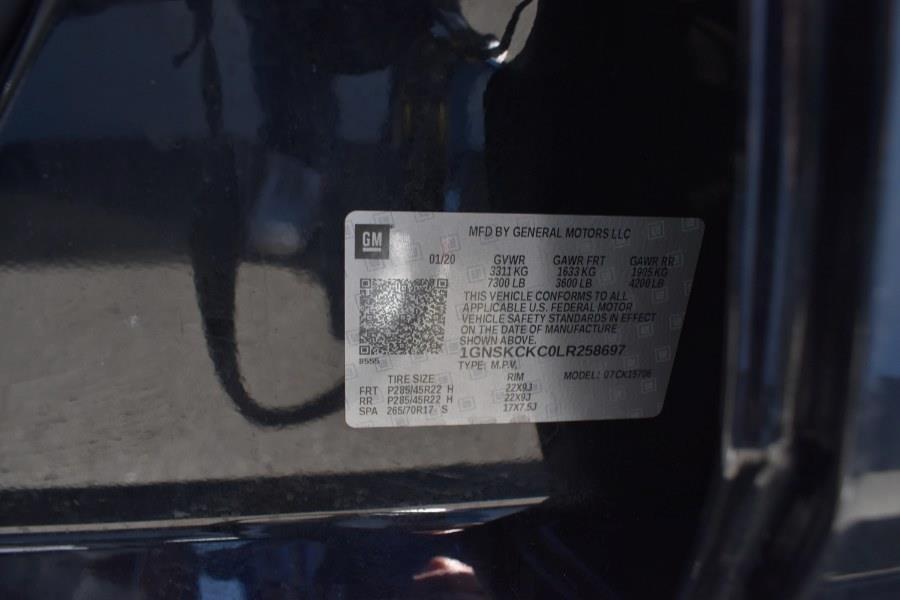 GM
MFD BY GENERAL MOTORS LLC
01/20 GVWR GAWR FRT GAWR RR
3311 KG 1633 KG 1905 KG
7300 LB 3600 LB 4200 LB
THIS VEHICLE CONFORMS TO ALL
APPLICABLE U.S. FEDERAL MOTOR
VEHICLE SAFETY STANDARDS IN EFFECT
ON THE DATE OF MANUFACTURE
SHOWN ABOVE.
8555
1GNSKCKC0LR258697
TYPE: M.P.V. MODEL: 07CK15706
TIRE SIZE RIM
FRT P285/45R22 H 22X9J
RR P285/45R22 H 22X9J
SPA 265/70R17 S 17X7.5J